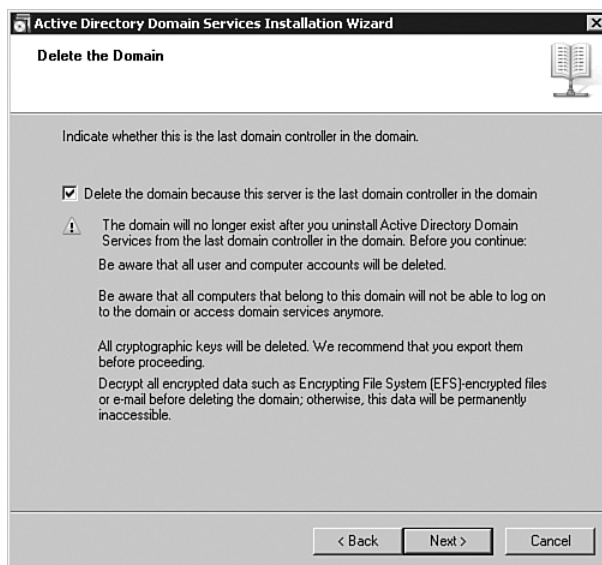 Active Directory Domain Services Installation Wizard
Delete the Domain
Indicate whether this is the last domain controller in the domain.
Delete the domain because this server is the last domain controller in the domain
The domain will no longer exist after you uninstall Active Directory Domain
Services from the last domain controller in the domain. Before you continue:
Be aware that all user and computer accounts will be deleted.
Be aware that all computers that belong to this domain will not be able to log on
to the domain or access domain services anymore.
All cryptographic keys will be deleted. We recommend that you export them
before proceeding.
Decrypt all encrypted data such as Encrypting File System (EFS)-encrypted files
or e-mail before deleting the domain; otherwise, this data will be permanently
inaccessible.
< Back Next > Cancel